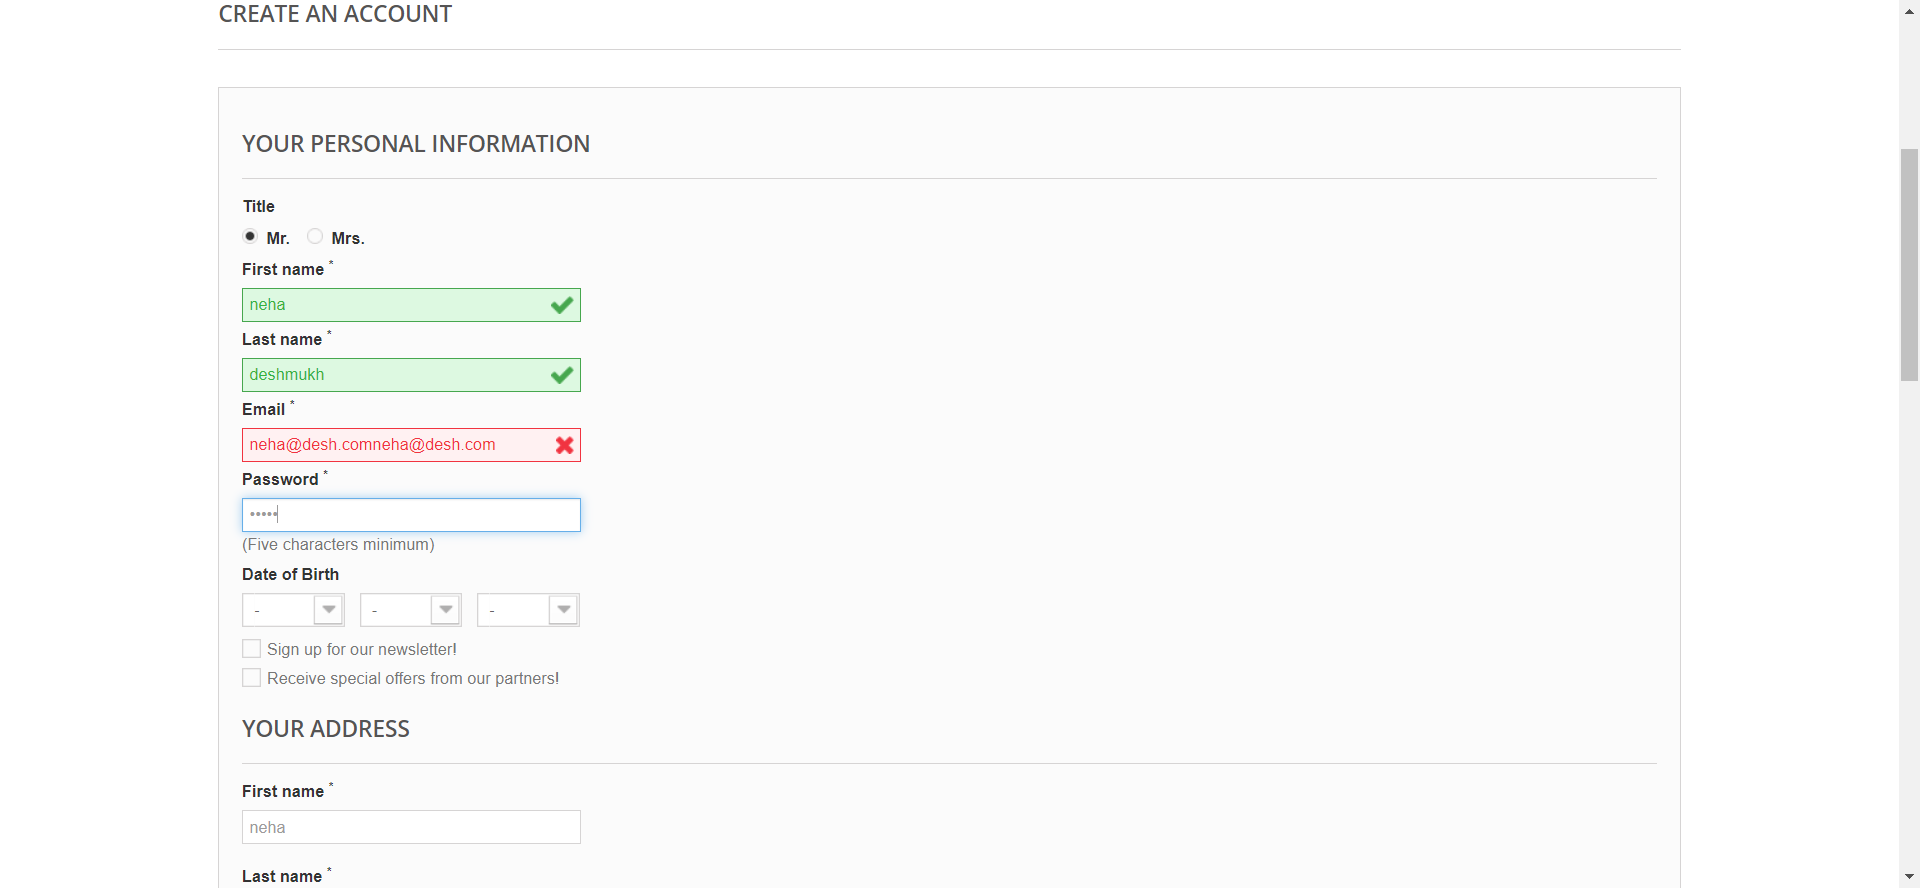 CREATE AN ACCOUNT
YOUR PERSONAL INFORMATION
Title
Mr. Mrs.
First name *
neha
Last name *
deshmukh
Email *
neha@desh.comneha@desh.com
Password *
•••••
(Five characters minimum)
Date of Birth
- - -
Sign up for our newsletter!
Receive special offers from our partners!
YOUR ADDRESS
First name *
neha
Last name *